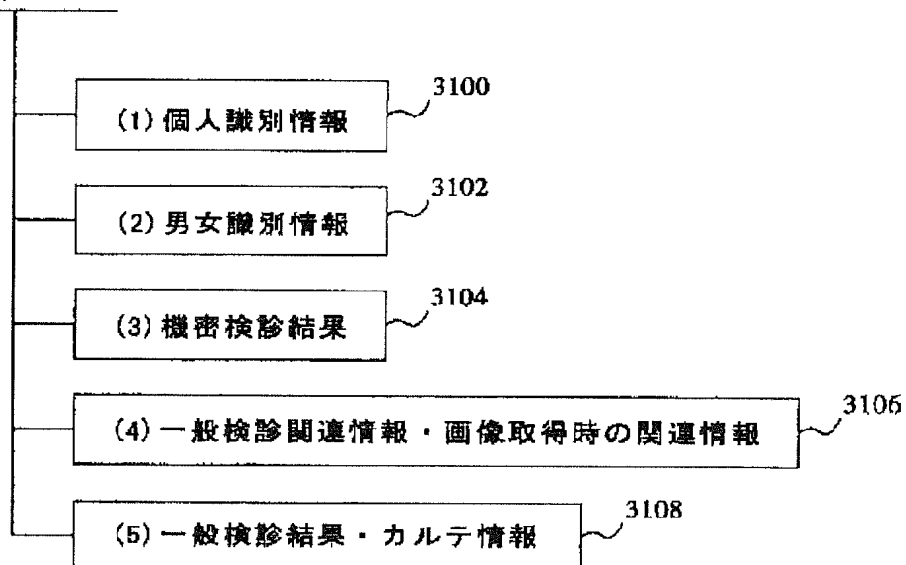 3100
(1) 個人識別情報
3102
(2) 男女識別情報
3104
(3) 機密検診結果
3106
(4) 一般検診関連情報・画像取得時の関連情報
3108
(5) 一般検診結果・カルテ情報